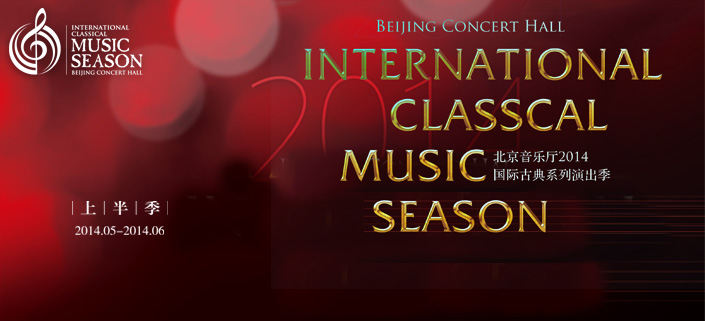 INTERNATIONAL
CLASSICAL
MUSIC
SEASON
BEIJING CONCERT HALL
BEIJING CONCERT HALL
2014
INTERNATIONAL
CLASSCAL
MUSIC
北京音乐厅2014
国际古典系列演出季
SEASON
上半季
2014.05-2014.06